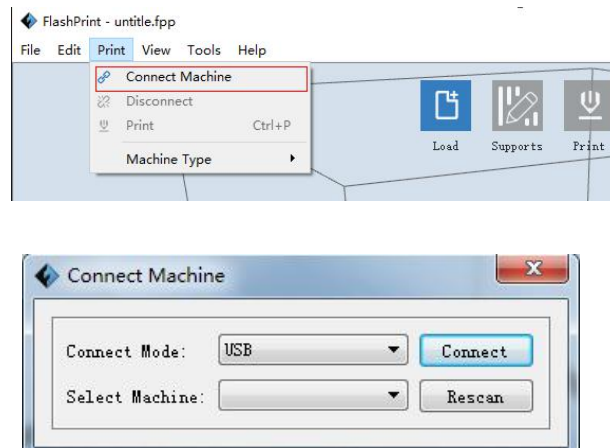 FlashPrint - untitle.fpp
File Edit Print View Tools Help
Connect Machine
Disconnect
Print Ctrl+P
Machine Type
Load Supports Print
Connect Machine
Connect Mode: USB Connect
Select Machine: Rescan